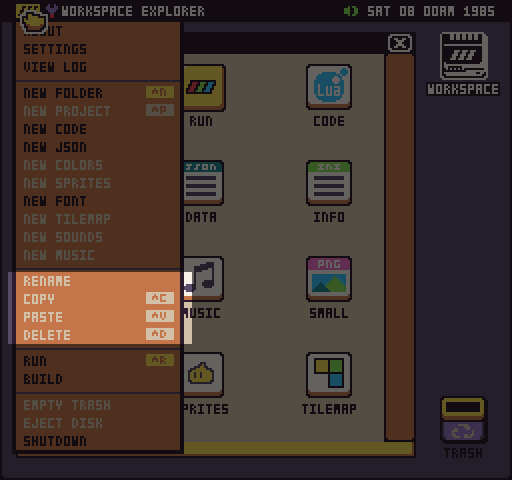 WORKSPACE EXPLORER
SAT 08 00AM 1985
SETTINGS
VIEW LOG
NEW FOLDER ^N
NEW PROJECT ^P
NEW CODE
NEW JSON
NEW COLORS
NEW SPRITES
NEW FONT
NEW TILEMAP
NEW SOUNDS
NEW MUSIC
RENAME
COPY ^C
PASTE ^V
DELETE ^D
RUN ^R
BUILD
EMPTY TRASH
EJECT DISK
SHUTDOWN
RUN
Lua
CODE
JSON
DATA
INI
INFO
MUSIC
PNG
SMALL
PRITES
TILEMAP
WORKSPACE
TRASH